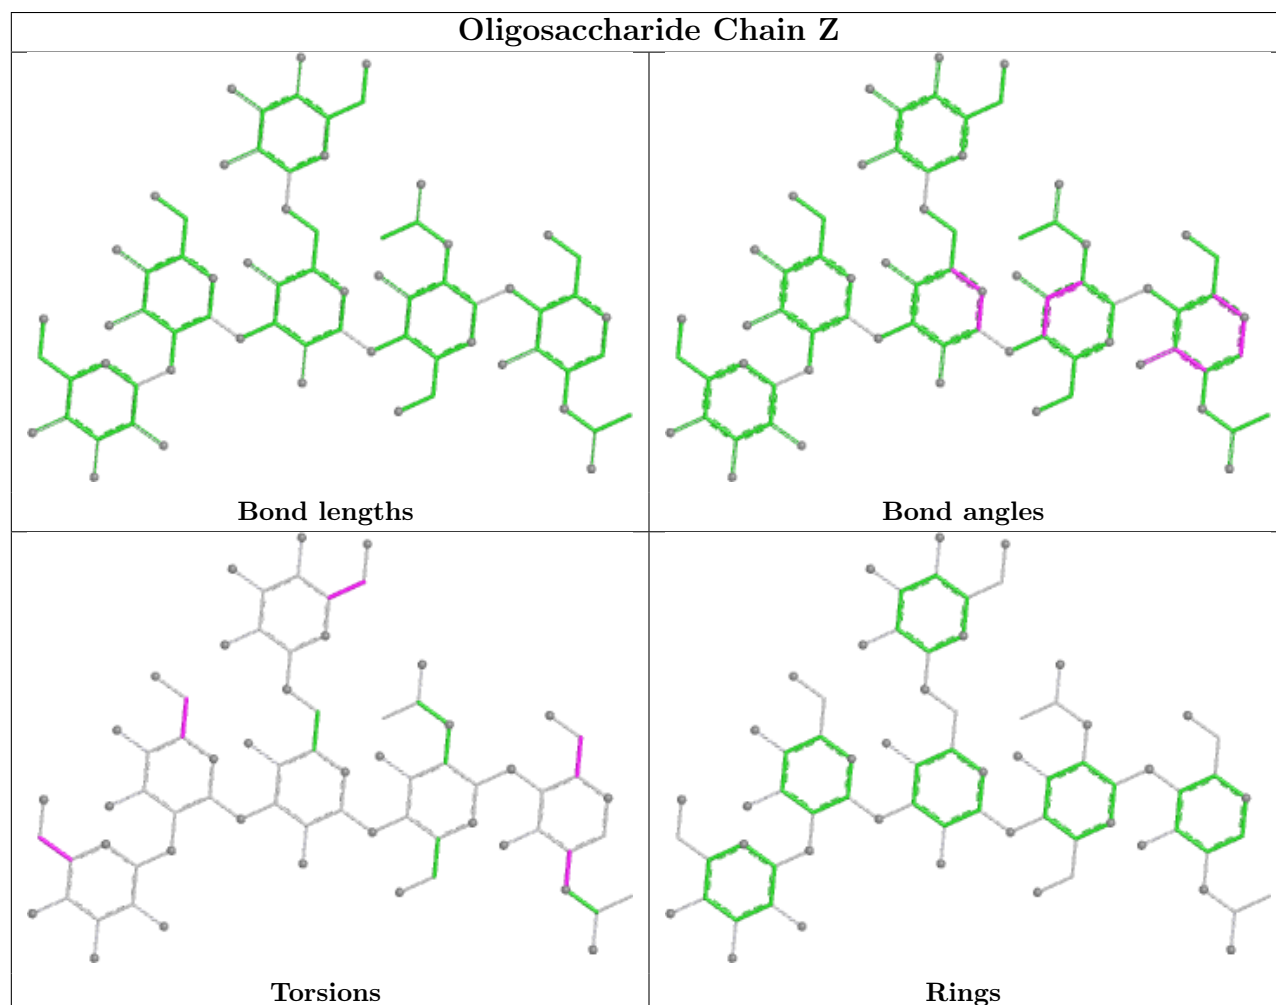 Oligosaccharide Chain Z
Bond lengths
Bond angles
Torsions
Rings